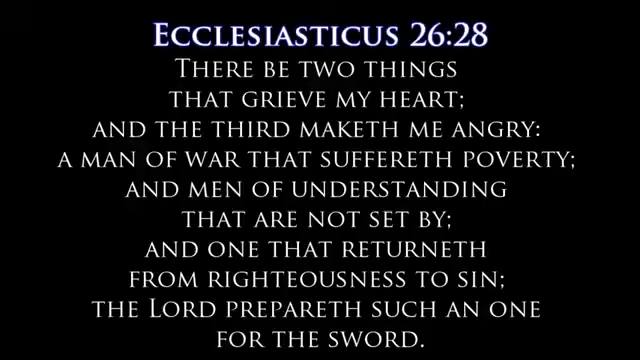 Ecclesiasticus 26:28
There be two things
that grieve my heart;
and the third maketh me angry:
a man of war that suffereth poverty;
and men of understanding
that are not set by;
and one that returneth
from righteousness to sin;
the Lord prepareth such an one
for the sword.